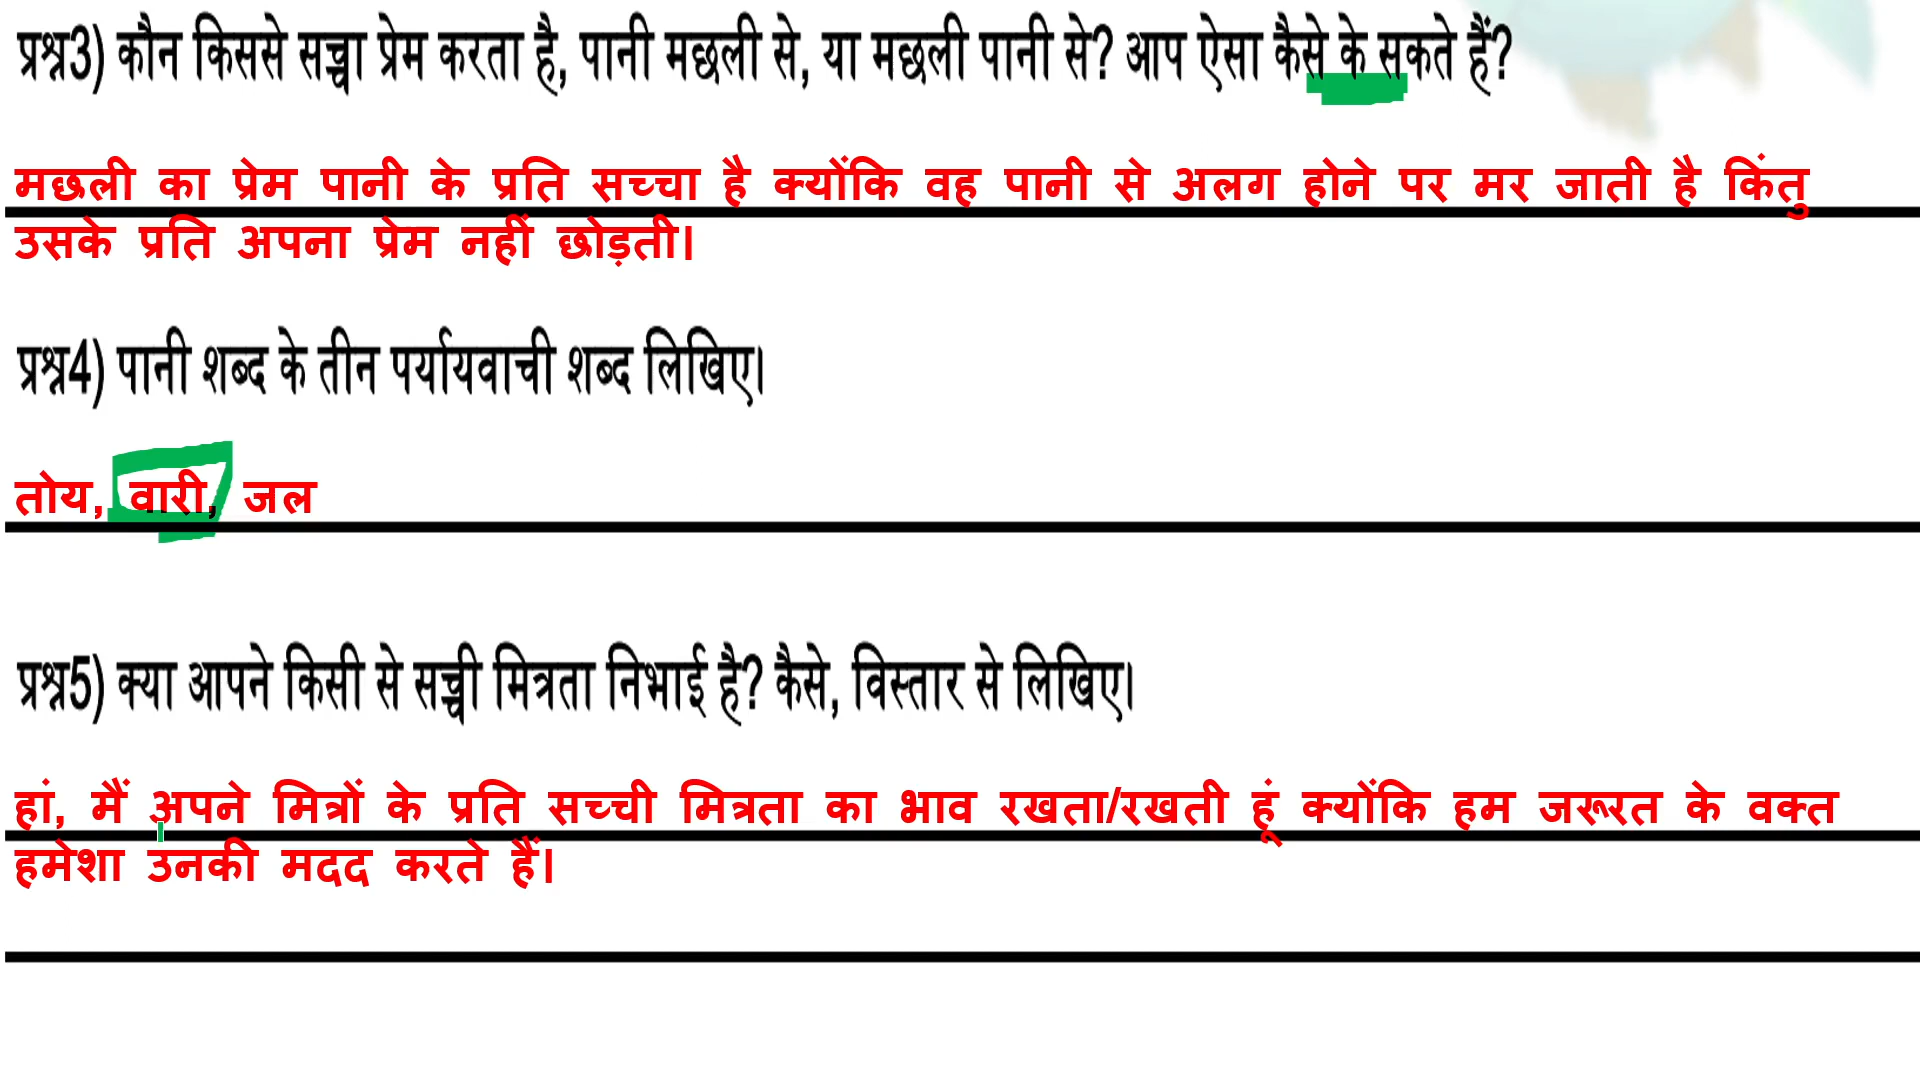 प्रश्न3) कौन किससे सच्चा प्रेम करता है, पानी मछली से, या मछली पानी से? आप ऐसा कैसे के सकते हैं?
मछली का प्रेम पानी के प्रति सच्चा है क्योंकि वह पानी से अलग होने पर मर जाती है किंतु
उसके प्रति अपना प्रेम नहीं छोड़ती।
प्रश्न4) पानी शब्द के तीन पर्यायवाची शब्द लिखिए।
तोय, वारी, जल
प्रश्न5) क्या आपने किसी से सच्ची मित्रता निभाई है? कैसे, विस्तार से लिखिए।
हां, मैं अपने मित्रों के प्रति सच्ची मित्रता का भाव रखता/रखती हूं क्योंकि हम जरूरत के वक्त
हमेशा उनकी मदद करते हैं।